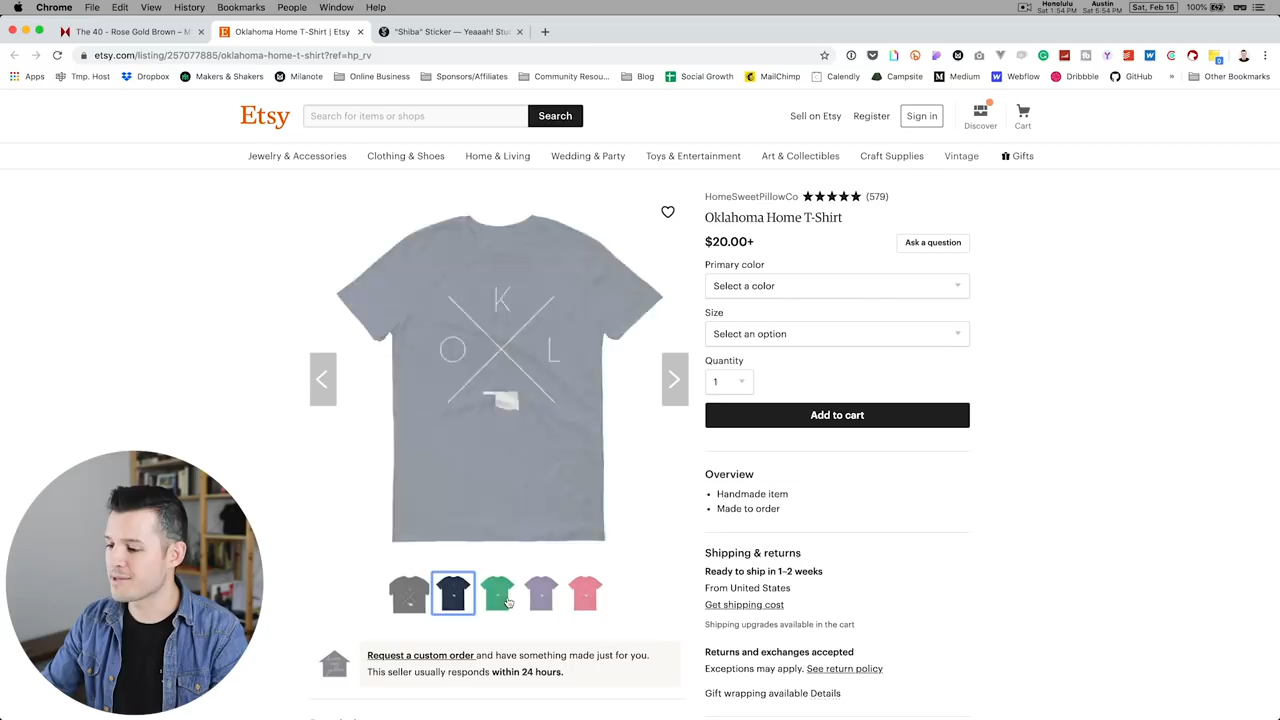 Chrome File Edit View History Bookmarks People Window Help
Honolulu Sat 1:54 PM Austin Sat 5:54 PM Sat, Feb 16 100%
The 40 - Rose Gold Brown – M
Oklahoma Home T-Shirt | Etsy
"Shiba" Sticker — Yeaaah! Stu
etsy.com/listing/257077885/oklahoma-home-t-shirt?ref=hp_rv
Apps Tmp. Host Dropbox Makers & Shakers Milanote Online Business Sponsors/Affiliates Community Resou... Blog Social Growth MailChimp Calendly Campsite Medium Webflow Dribbble GitHub » Other Bookmarks
Etsy Search for items or shops Search Sell on Etsy Register Sign in Discover Cart
Jewelry & Accessories Clothing & Shoes Home & Living Wedding & Party Toys & Entertainment Art & Collectibles Craft Supplies Vintage Gifts
K
O L
HomeSweetPillowCo ★★★★★ (579)
Oklahoma Home T-Shirt
$20.00+ Ask a question
Primary color
Select a color
Size
Select an option
Quantity
1
Add to cart
Overview
• Handmade item
• Made to order
Shipping & returns
Ready to ship in 1–2 weeks
From United States
Get shipping cost
Shipping upgrades available in the cart
Returns and exchanges accepted
Exceptions may apply. See return policy
Gift wrapping available Details
Request a custom order and have something made just for you.
This seller usually responds within 24 hours.